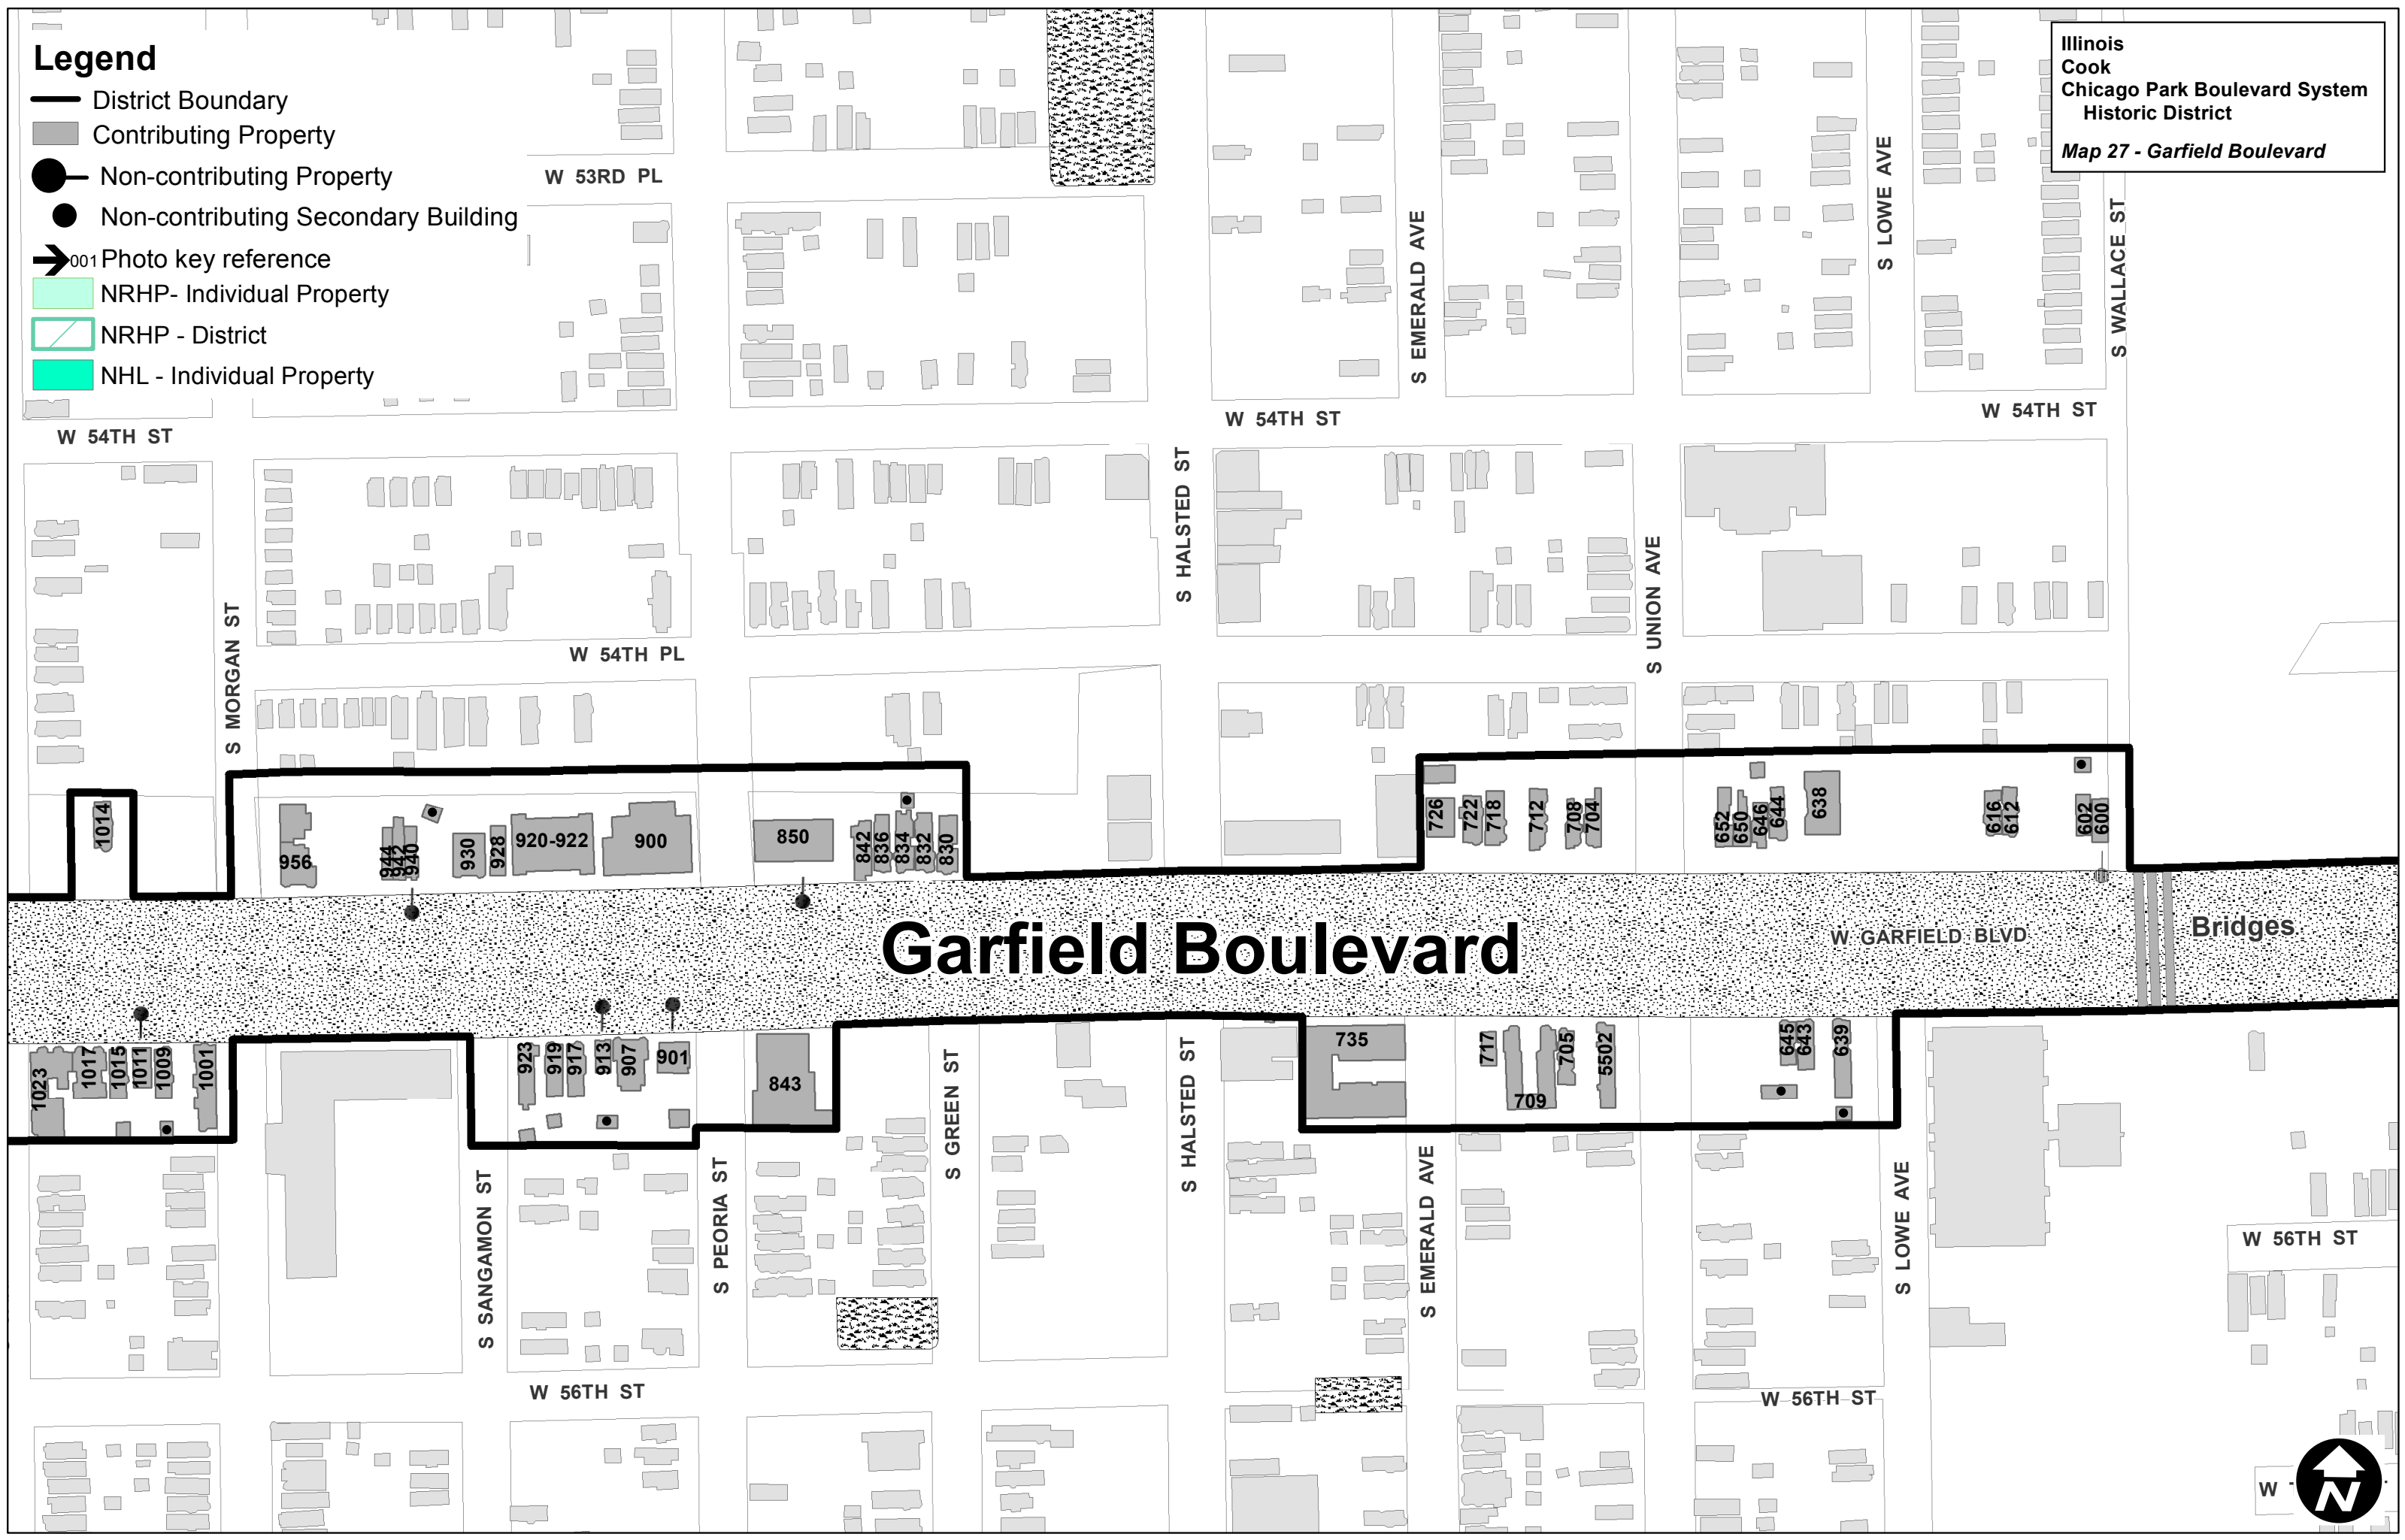 Legend
District Boundary
Contributing Property
Non-contributing Property
Non-contributing Secondary Building
001 Photo key reference
NRHP- Individual Property
NRHP - District
NHL - Individual Property
Illinois
Cook
Chicago Park Boulevard System
Historic District
Map 27 - Garfield Boulevard
W 53RD PL
S EMERALD AVE
S LOWE AVE
S WALLACE ST
W 54TH ST
W 54TH ST
W 54TH ST
S MORGAN ST
S HALSTED ST
S UNION AVE
W 54TH PL
1014
956
944
942
940
930
928
920-922
900
850
842
836
834
832
830
726
722
718
712
708
704
652
650
646
644
638
616
612
602
600
Garfield Boulevard
W GARFIELD BLVD
Bridges
1023
1017
1015
1011
1009
1001
923
919
917
913
907
901
843
735
717
709
705
5502
645
643
639
S SANGAMON ST
S PEORIA ST
S GREEN ST
S HALSTED ST
S EMERALD AVE
S LOWE AVE
W 56TH ST
W 56TH ST
W 56TH ST
W
N